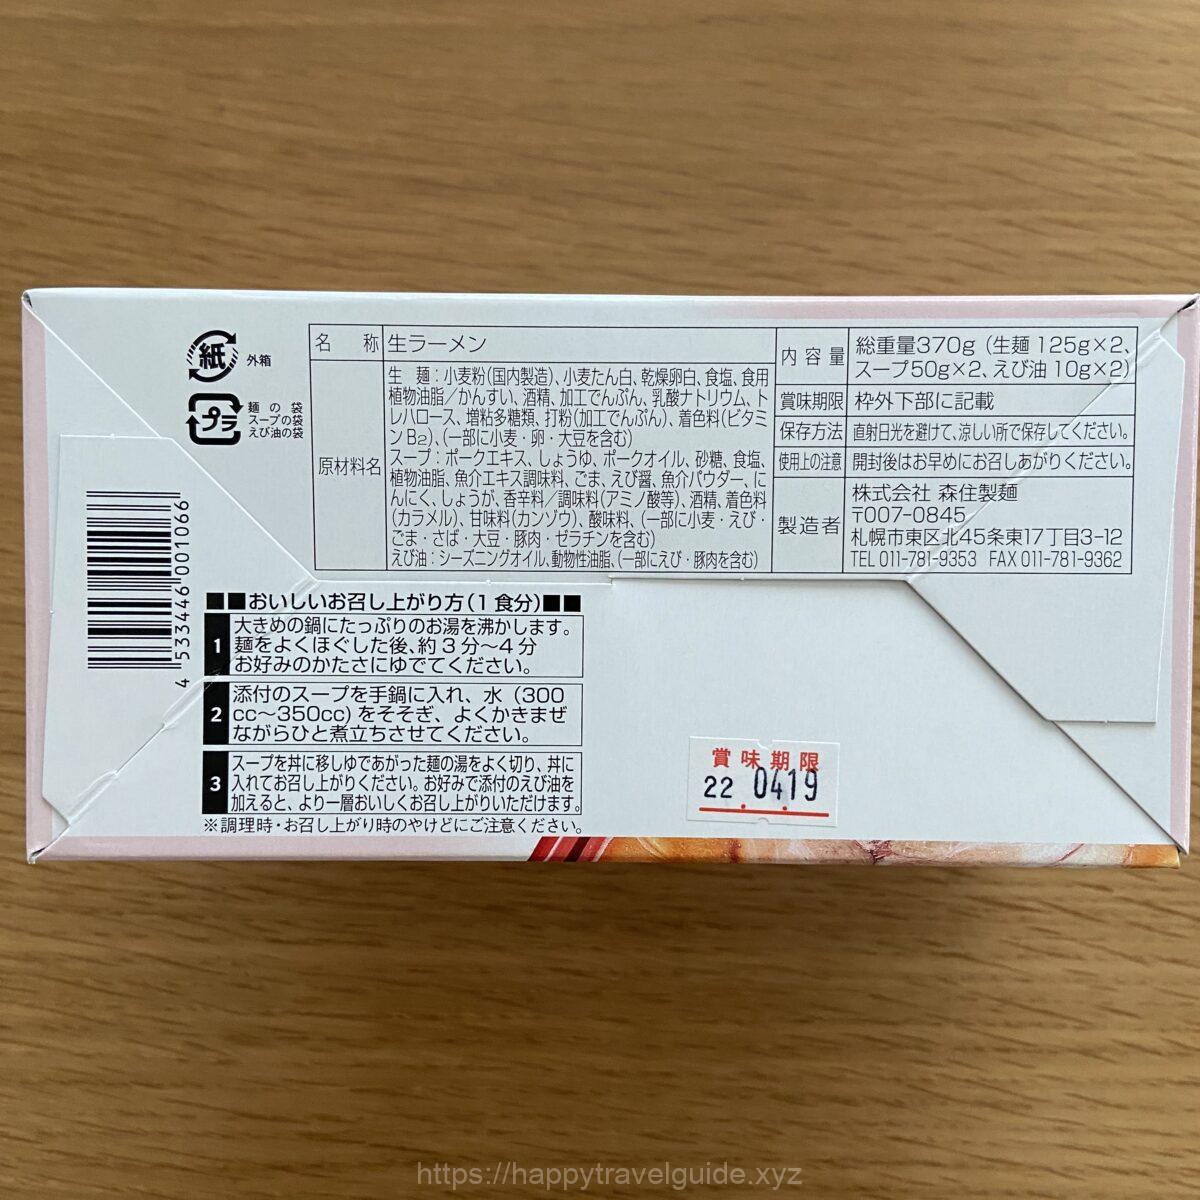 紙 外箱
プラ 麺の袋
スープの袋
えび油の袋
4 533446 001066
名 称 生ラーメン
原材料名
生 麺:小麦粉(国内製造)、小麦たん白、乾燥卵白、食塩、食用
植物油脂/かんすい、酒精、加工でんぷん、乳酸ナトリウム、ト
レハロース、増粘多糖類、打粉(加工でんぷん)、着色料(ビタミ
ンB₂)、(一部に小麦・卵・大豆を含む)
スープ:ポークエキス、しょうゆ、ポークオイル、砂糖、食塩、
植物油脂、魚介エキス調味料、ごま、えび醤、魚介パウダー、に
んにく、しょうが、香辛料/調味料(アミノ酸等)、酒精、着色料
(カラメル)、甘味料(カンゾウ)、酸味料、(一部に小麦・えび・
ごま・さば・大豆・豚肉・ゼラチンを含む)
えび油:シーズニングオイル、動物性油脂、(一部にえび・豚肉を含む)
内容量 総重量370g(生麺 125g×2、
スープ50g×2、えび油 10g×2)
賞味期限 枠外下部に記載
保存方法 直射日光を避けて、涼しい所で保存してください。
使用上の注意 開封後はお早めにお召しあがりください。
製造者
株式会社 森住製麺
〒007-0845
札幌市東区北45条東17丁目3-12
TEL 011-781-9353 FAX 011-781-9362
■■おいしいお召し上がり方(1食分)■■
1 大きめの鍋にたっぷりのお湯を沸かします。
麺をよくほぐした後、約3分〜4分
お好みのかたさにゆでてください。
2 添付のスープを手鍋に入れ、水(300
cc〜350cc)をそそぎ、よくかきまぜ
ながらひと煮立ちさせてください。
3 スープを丼に移しゆであがった麺の湯をよく切り、丼に
入れてお召し上がりください。お好みで添付のえび油を
加えると、より一層おいしくお召し上がりいただけます。
※調理時・お召し上がり時のやけどにご注意ください。
賞味期限
22 0419
https://happytravelguide.xyz